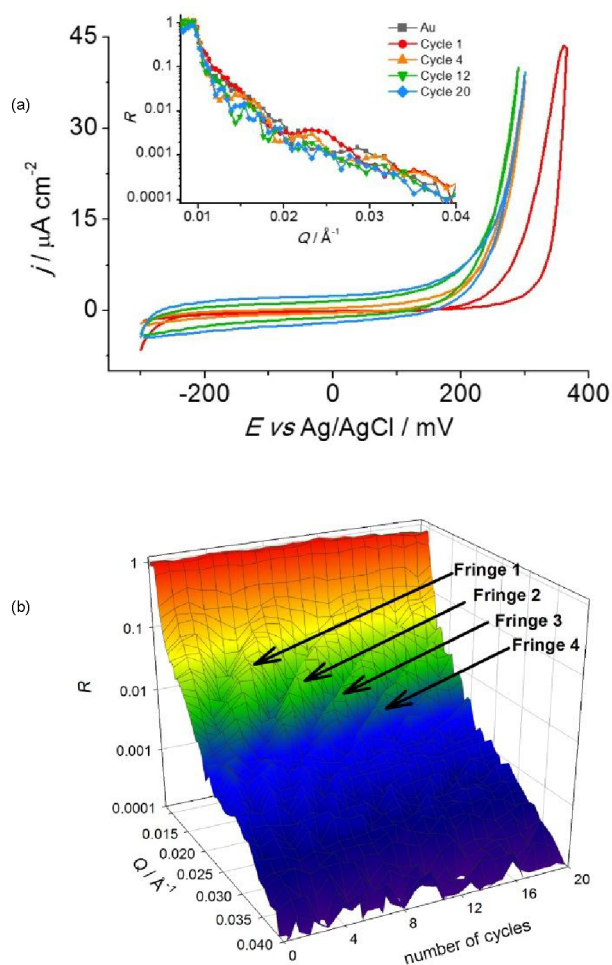 (a)
Au
Cycle 1
Cycle 4
Cycle 12
Cycle 20
1
0.1
0.01
0.001
0.0001
R
0.01 0.02 0.03 0.04
Q / Å⁻¹
45
30
15
0
j / μA cm⁻²
-200 0 200 400
E vs Ag/AgCl / mV
(b)
Fringe 1
Fringe 2
Fringe 3
Fringe 4
1
0.1
0.01
0.001
0.0001
R
0.015
0.020
0.025
0.030
0.035
0.040
Q / Å⁻¹
0 4 8 12 16 20
number of cycles